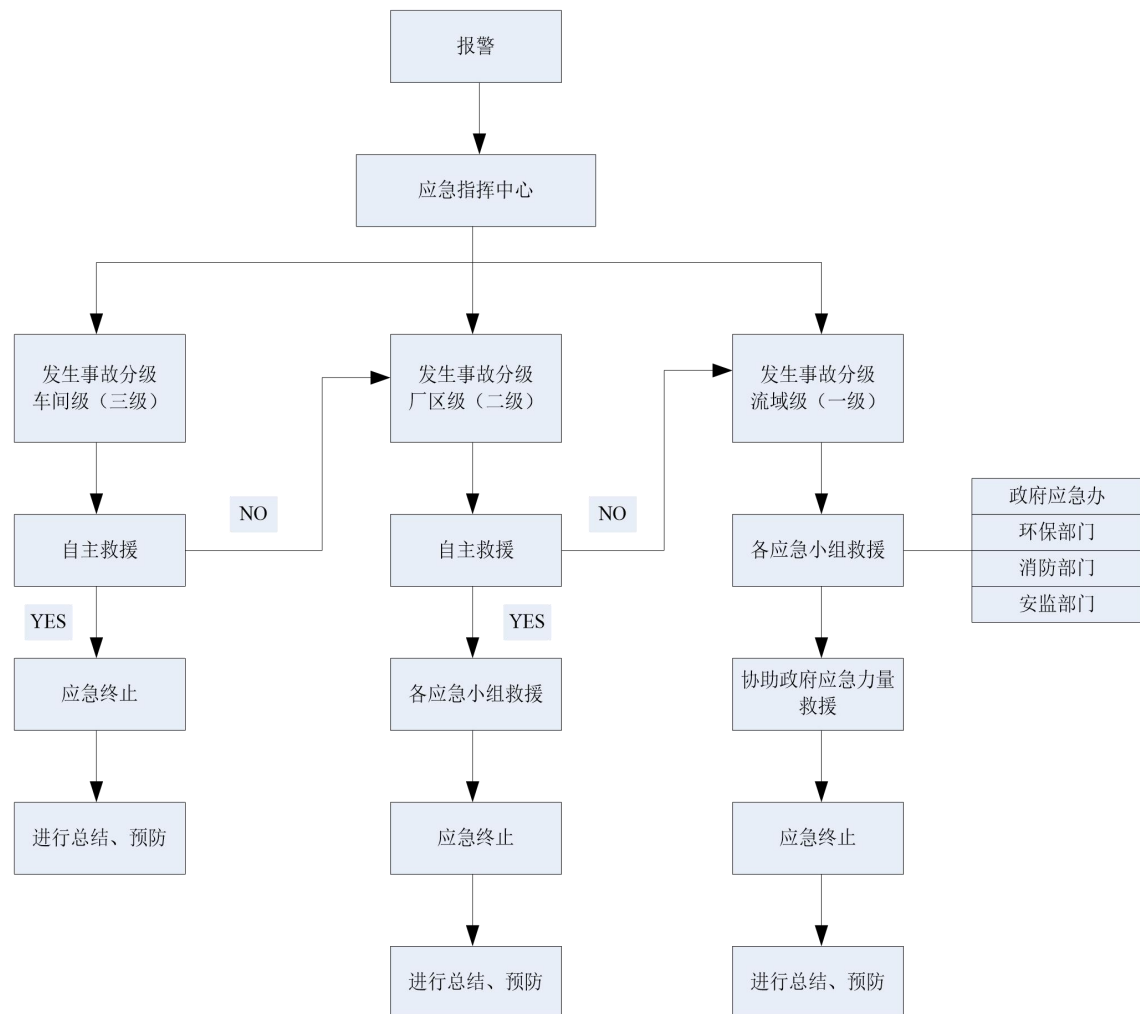 报警
应急指挥中心
发生事故分级
车间级（三级）
发生事故分级
厂区级（二级）
发生事故分级
流域级（一级）
NO
NO
政府应急办
环保部门
消防部门
安监部门
自主救援
自主救援
各应急小组救援
YES
YES
应急终止
各应急小组救援
协助政府应急力量
救援
进行总结、预防
应急终止
应急终止
进行总结、预防
进行总结、预防